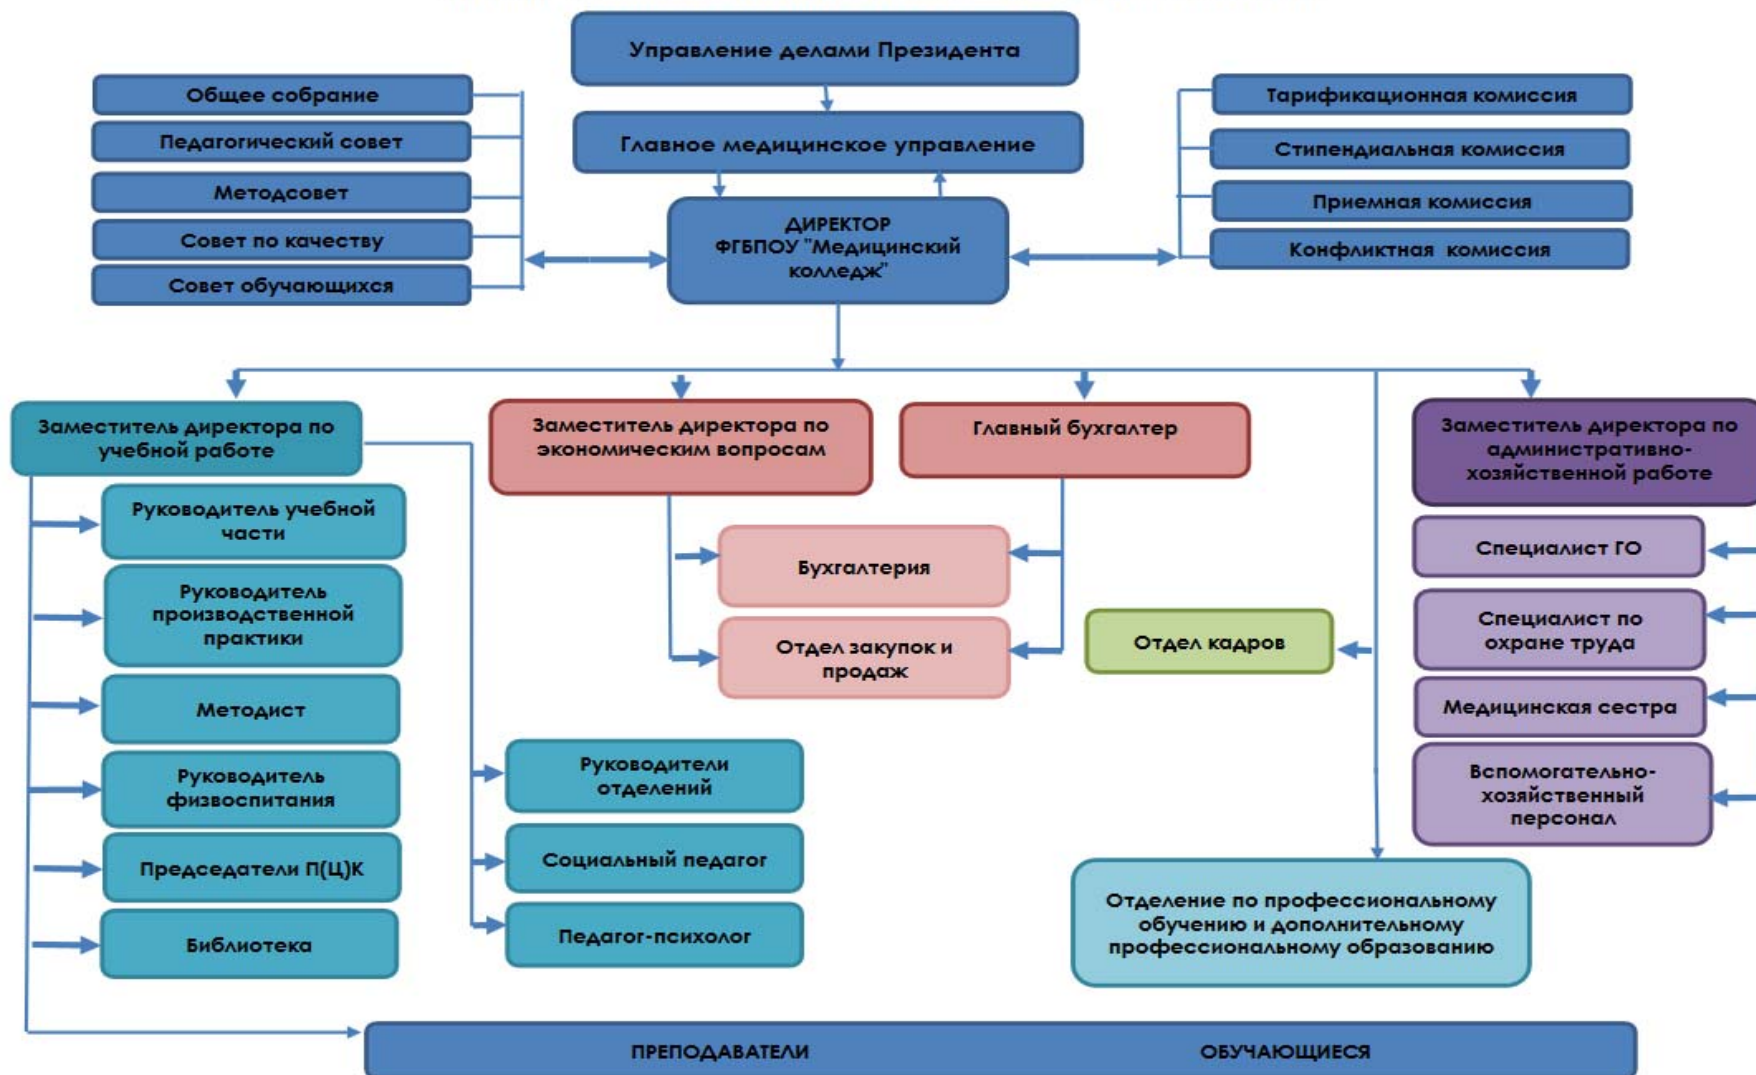 Управление делами Президента
Главное медицинское управление
ДИРЕКТОР
ФГБПОУ "Медицинский
колледж"
Общее собрание
Педагогический совет
Методсовет
Совет по качеству
Совет обучающихся
Тарификационная комиссия
Стипендиальная комиссия
Приемная комиссия
Конфликтная комиссия
Заместитель директора по
учебной работе
Руководитель учебной
части
Руководитель
производственной
практики
Методист
Руководитель
физвоспитания
Председатели П(Ц)К
Библиотека
Руководители
отделений
Социальный педагог
Педагог-психолог
Заместитель директора по
экономическим вопросам
Главный бухгалтер
Бухгалтерия
Отдел закупок и
продаж
Отдел кадров
Отделение по профессиональному
обучению и дополнительному
профессиональному образованию
Заместитель директора по
административно-
хозяйственной работе
Специалист ГО
Специалист по
охране труда
Медицинская сестра
Вспомогательно-
хозяйственный
персонал
ПРЕПОДАВАТЕЛИ ОБУЧАЮЩИЕСЯ